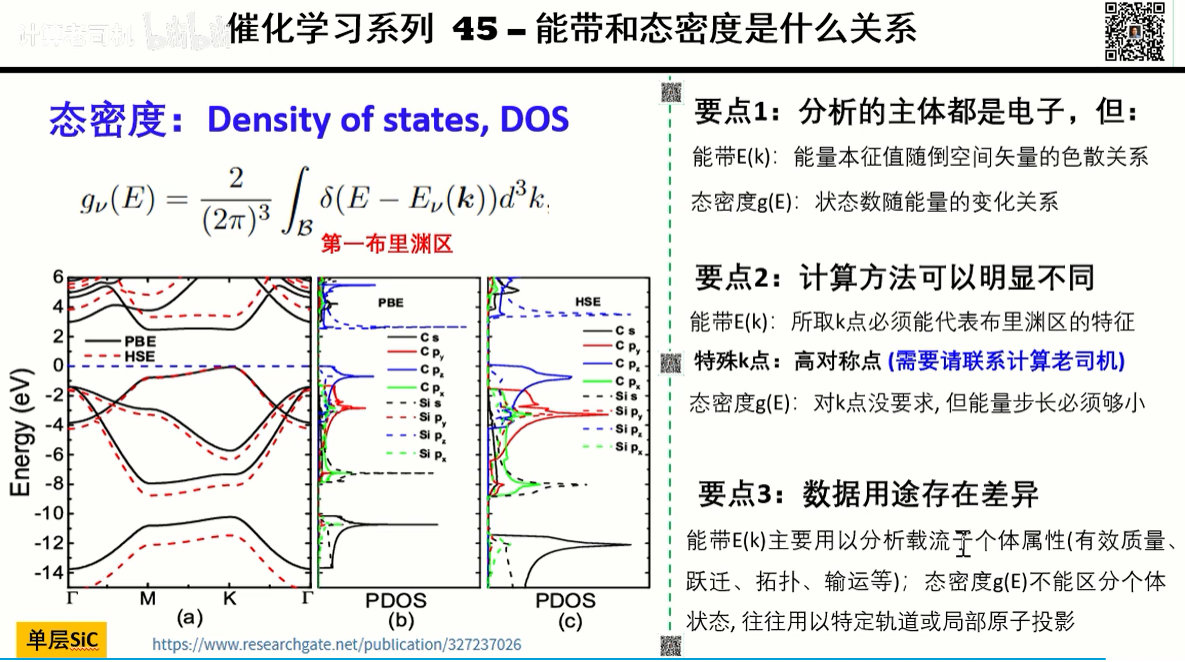 计算老司机 bilibili
催化学习系列 45 – 能带和态密度是什么关系
态密度：Density of states, DOS
g_ν(E) = 2/(2π)³ ∫_B δ(E − E_ν(k))d³k,
第一布里渊区
6
4
2
0
-2
-4
-6
-8
-10
-12
-14
Energy (eV)
PBE
HSE
Γ M K Γ
(a)
PBE
C s
C p_y
C p_z
C p_x
Si s
Si p_y
Si p_z
Si p_x
PDOS
(b)
HSE
C s
C p_y
C p_z
C p_x
Si s
Si p_y
Si p_z
Si p_x
PDOS
(c)
单层SiC
https://www.researchgate.net/publication/327237026
要点1：分析的主体都是电子，但：
能带E(k)：能量本征值随倒空间矢量的色散关系
态密度g(E)：状态数随能量的变化关系
要点2：计算方法可以明显不同
能带E(k)：所取k点必须能代表布里渊区的特征
特殊k点：高对称点 (需要请联系计算老司机)
态密度g(E)：对k点没要求, 但能量步长必须够小
要点3：数据用途存在差异
能带E(k)主要用以分析载流子个体属性(有效质量、
跃迁、拓扑、输运等)；态密度g(E)不能区分个体
状态, 往往用以特定轨道或局部原子投影